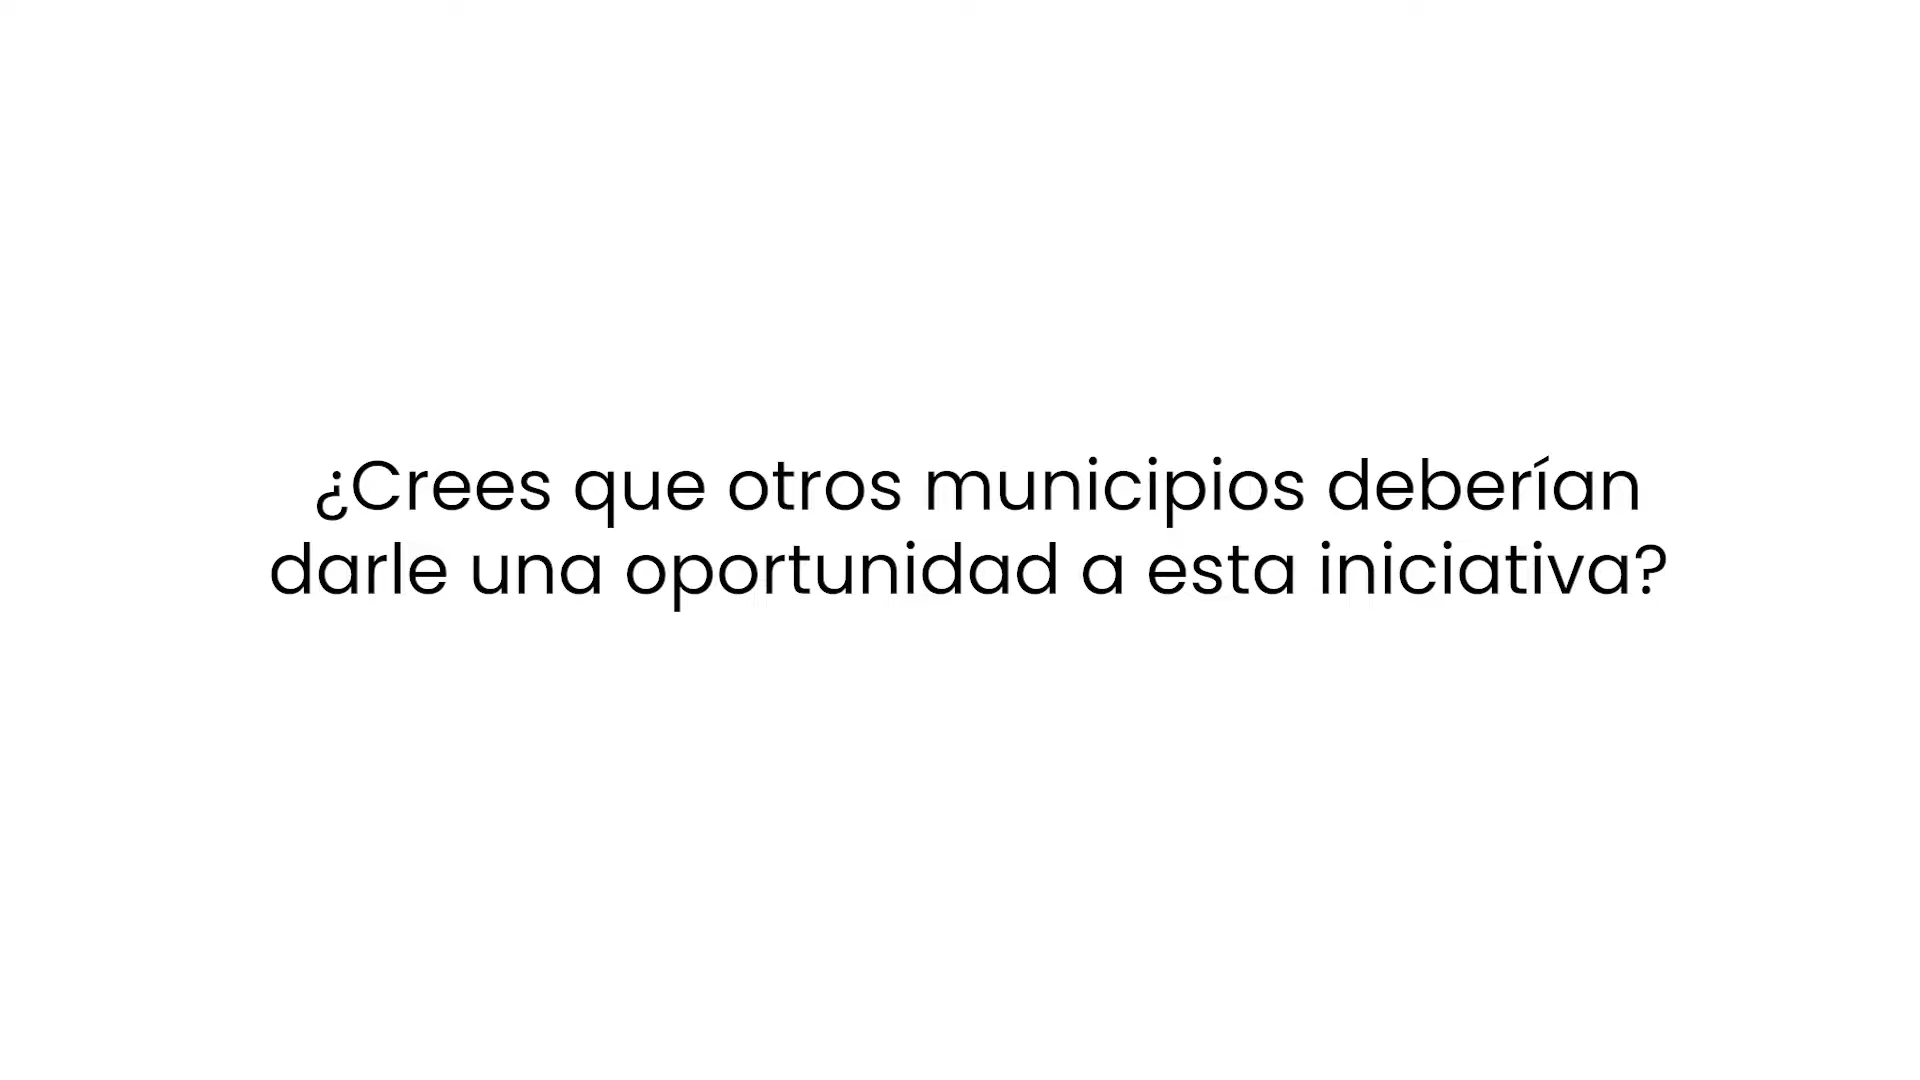 ¿Crees que otros municipios deberían
darle una oportunidad a esta iniciativa?